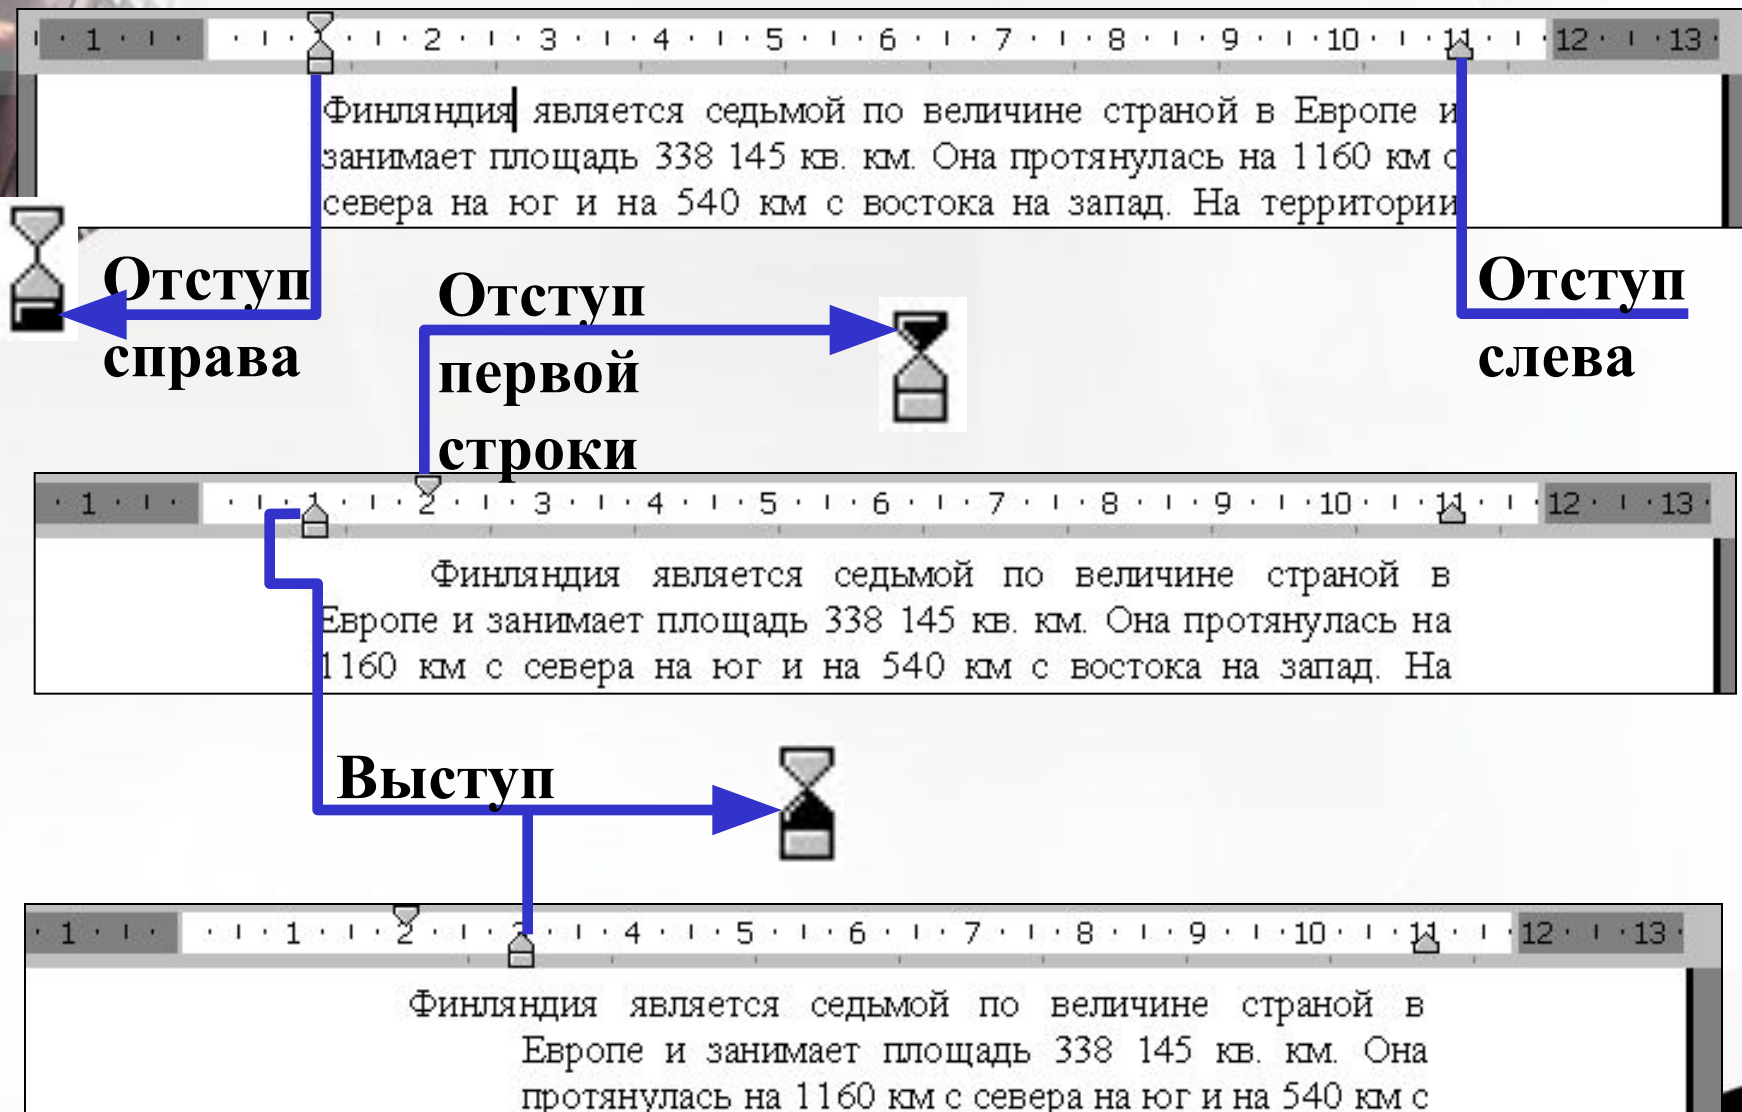 1 2 3 4 5 6 7 8 9 10 11 12 13
Финляндия является седьмой по величине страной в Европе и
занимает площадь 338 145 кв. км. Она протянулась на 1160 км с
севера на юг и на 540 км с востока на запад. На территории
Отступ
справа
Отступ
первой
строки
Отступ
слева
1 1 2 3 4 5 6 7 8 9 10 11 12 13
Финляндия является седьмой по величине страной в
Европе и занимает площадь 338 145 кв. км. Она протянулась на
1160 км с севера на юг и на 540 км с востока на запад. На
Выступ
1 1 2 3 4 5 6 7 8 9 10 11 12 13
Финляндия является седьмой по величине страной в
Европе и занимает площадь 338 145 кв. км. Она
протянулась на 1160 км с севера на юг и на 540 км с